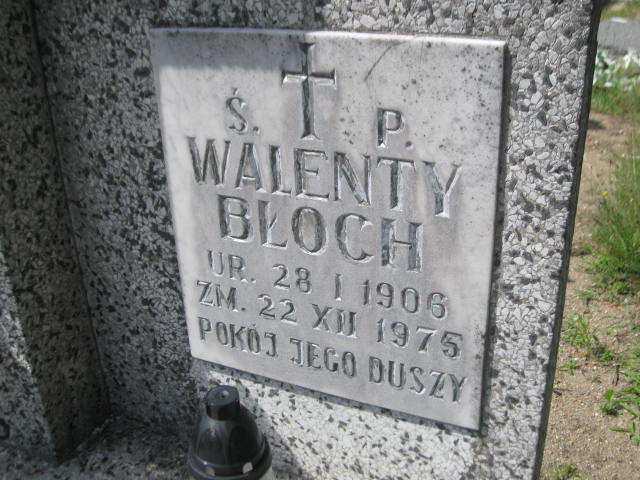 Ś. P.
WALENTY
BŁOCH
UR. 28 I 1906
ZM. 22 XII 1975
POKÓJ JEGO DUSZY